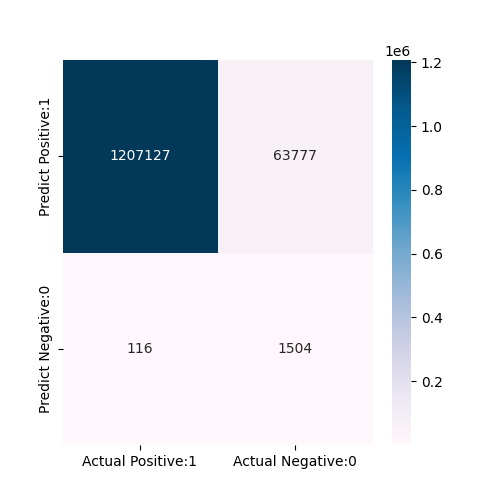 1e6
Predict Positive:1
1207127
63777
Predict Negative:0
116
1504
Actual Positive:1
Actual Negative:0
1.2
1.0
0.8
0.6
0.4
0.2